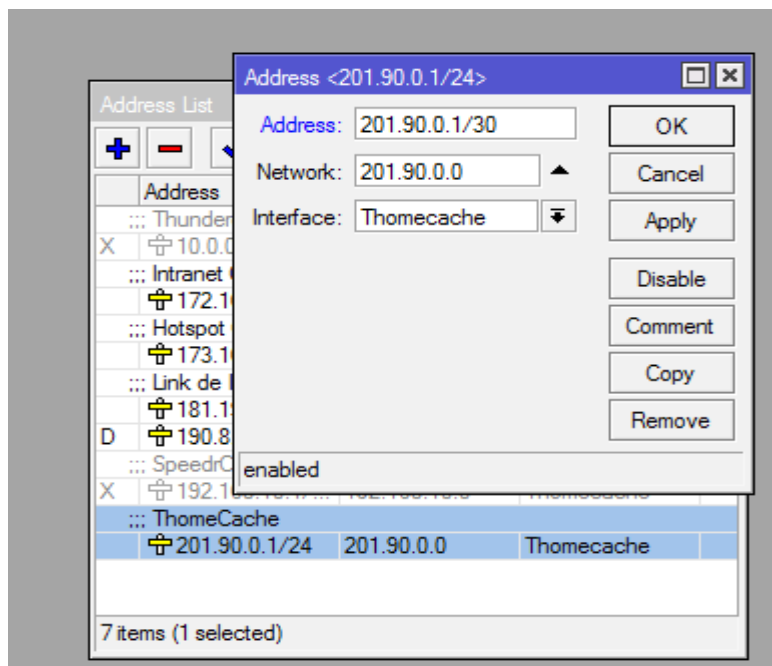 Address List
Address <201.90.0.1/24>
Address: 201.90.0.1/30
OK
Network: 201.90.0.0
Cancel
Interface: Thomecache
Apply
Disable
Comment
Copy
Remove
enabled
Address
;;; Thunder
X 10.0.0
;;; Intranet
172.1
;;; Hotspot
173.1
;;; Link de
181.1
D 190.8
;;; SpeedrC
X
;;; ThomeCache
201.90.0.1/24 201.90.0.0 Thomecache
7 items (1 selected)